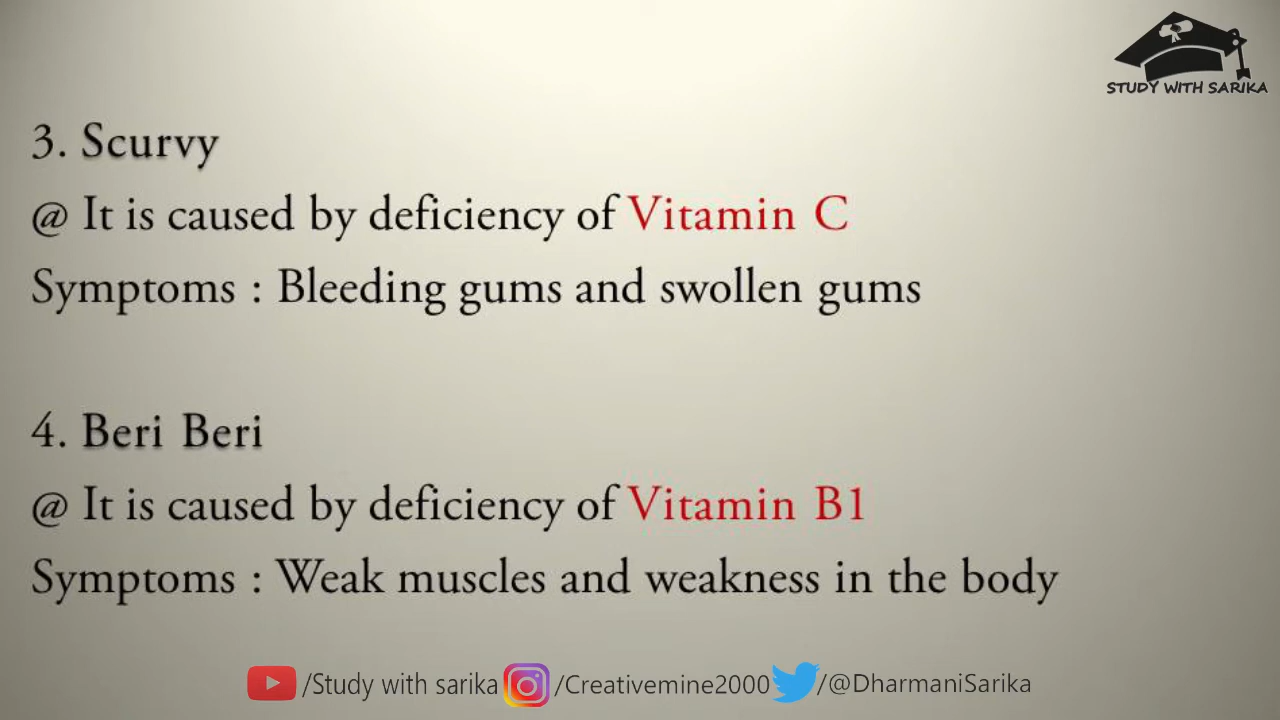 STUDY WITH SARIKA
3. Scurvy
@ It is caused by deficiency of Vitamin C
Symptoms : Bleeding gums and swollen gums
4. Beri Beri
@ It is caused by deficiency of Vitamin B1
Symptoms : Weak muscles and weakness in the body
/Study with sarika /Creativemine2000 /@DharmaniSarika